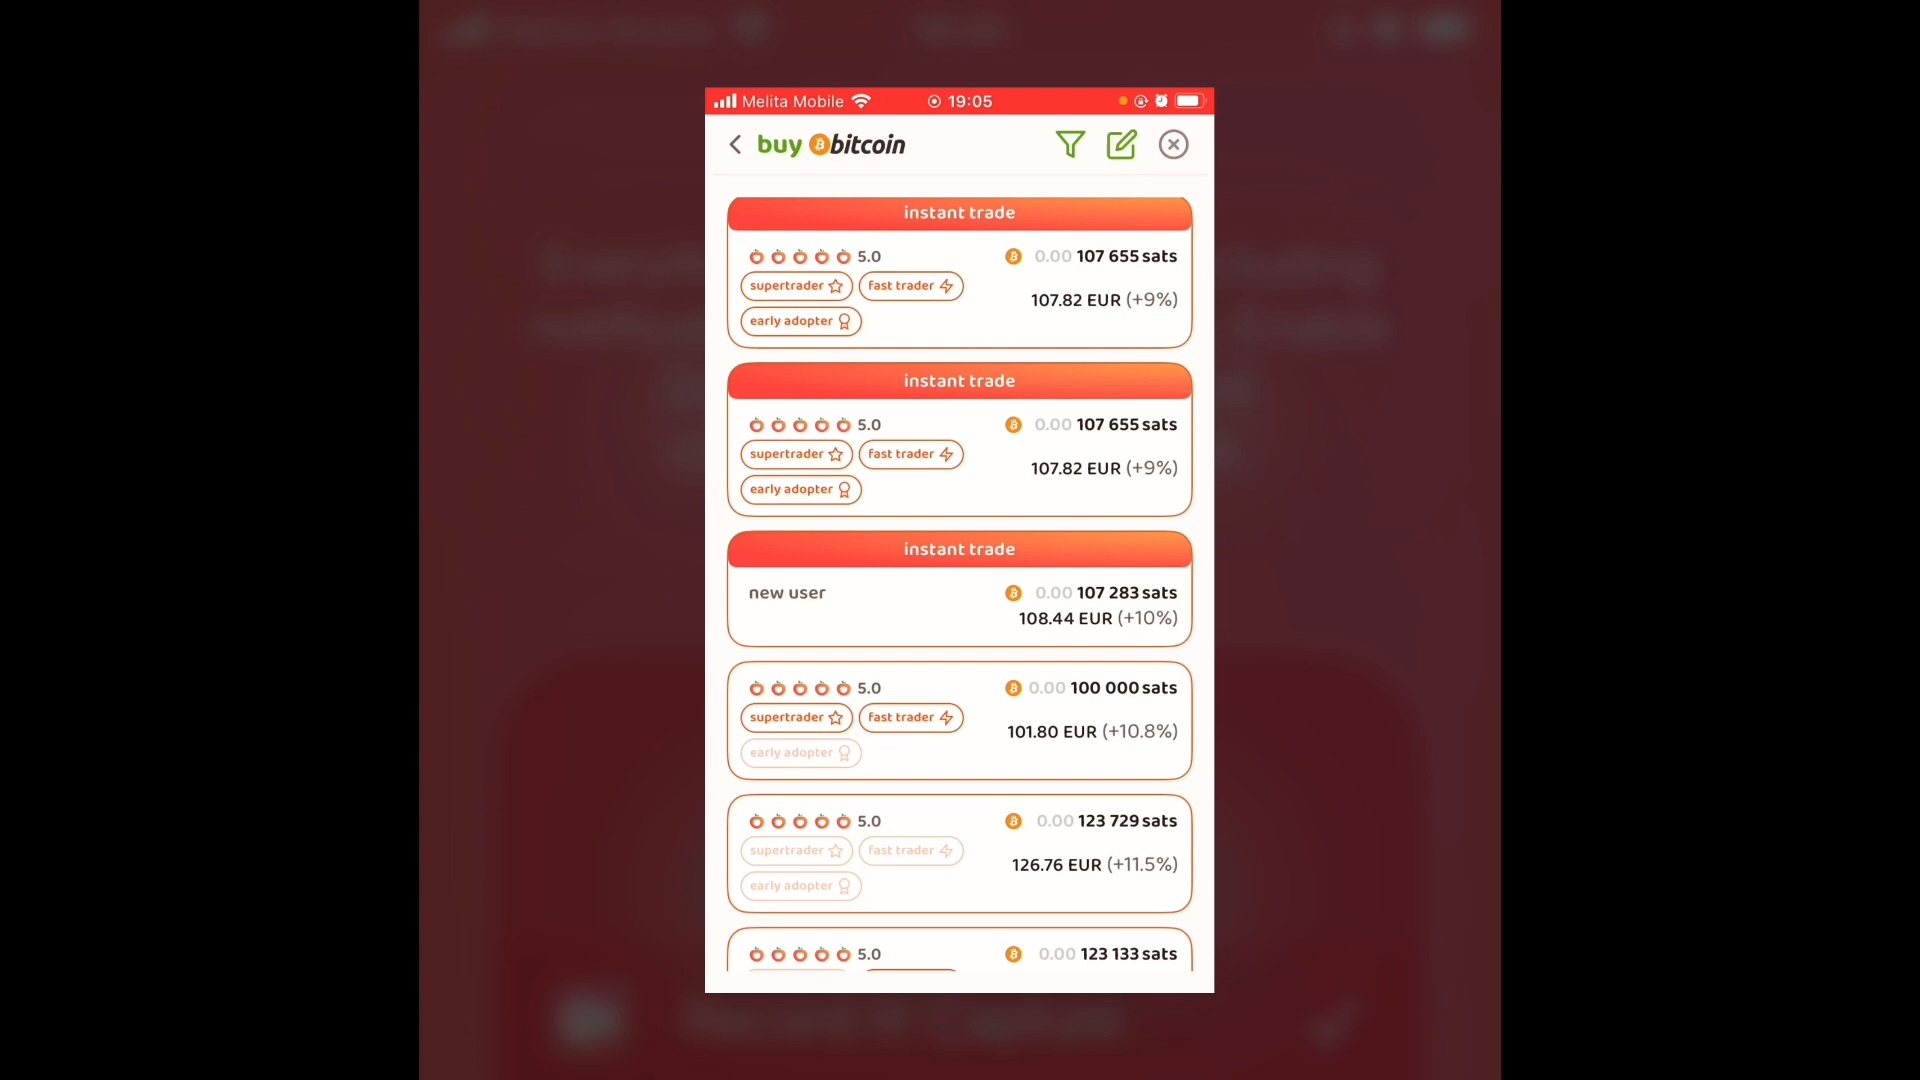 Melita Mobile 19:05
buy bitcoin
instant trade
5.0 0.00 107 655 sats
supertrader fast trader
107.82 EUR (+9%)
early adopter
instant trade
5.0 0.00 107 655 sats
supertrader fast trader
107.82 EUR (+9%)
early adopter
instant trade
new user 0.00 107 283 sats
108.44 EUR (+10%)
5.0 0.00 100 000 sats
supertrader fast trader
101.80 EUR (+10.8%)
early adopter
5.0 0.00 123 729 sats
supertrader fast trader
126.76 EUR (+11.5%)
early adopter
5.0 0.00 123 133 sats